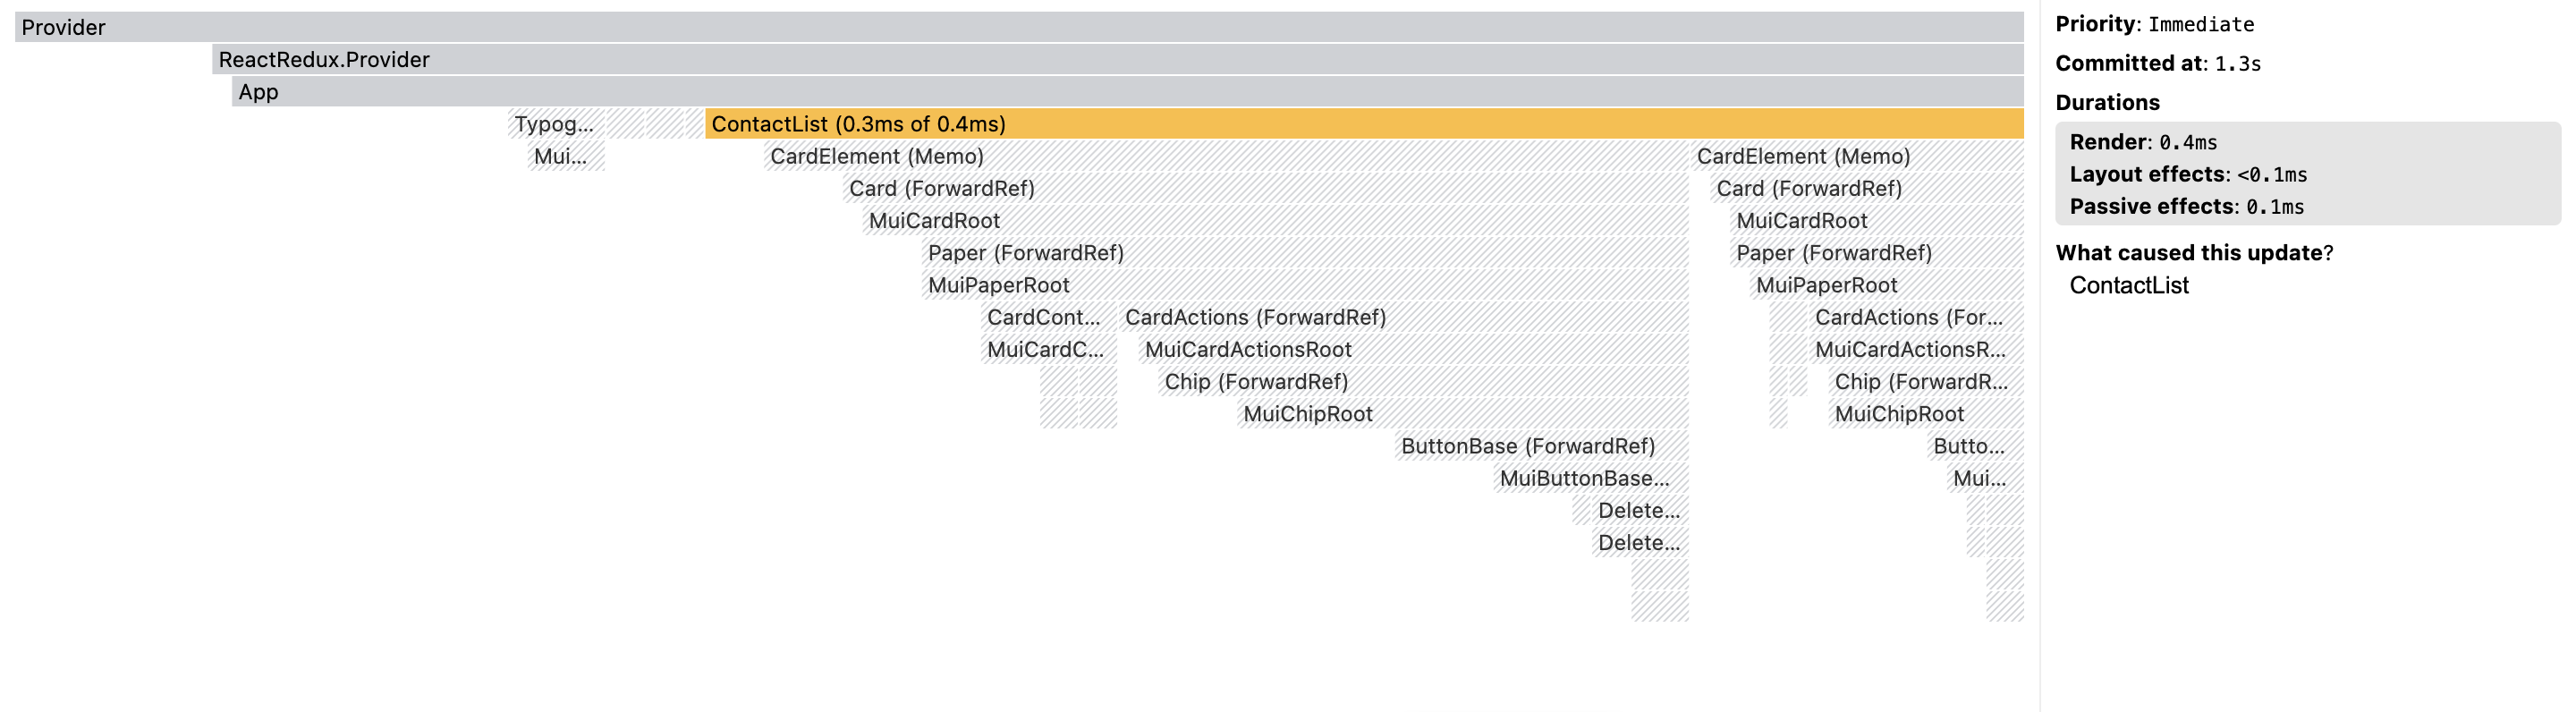 Provider
ReactRedux.Provider
App
Typog...
ContactList (0.3ms of 0.4ms)
Mui...
CardElement (Memo)
CardElement (Memo)
Card (ForwardRef)
Card (ForwardRef)
MuiCardRoot
MuiCardRoot
Paper (ForwardRef)
Paper (ForwardRef)
MuiPaperRoot
MuiPaperRoot
CardCont...
CardActions (ForwardRef)
CardActions (For...
MuiCardC...
MuiCardActionsRoot
MuiCardActionsR...
Chip (ForwardRef)
Chip (ForwardR...
MuiChipRoot
MuiChipRoot
ButtonBase (ForwardRef)
Butto...
MuiButtonBase...
Mui...
Delete...
Delete...
Priority: Immediate
Committed at: 1.3s
Durations
Render: 0.4ms
Layout effects: <0.1ms
Passive effects: 0.1ms
What caused this update?
ContactList